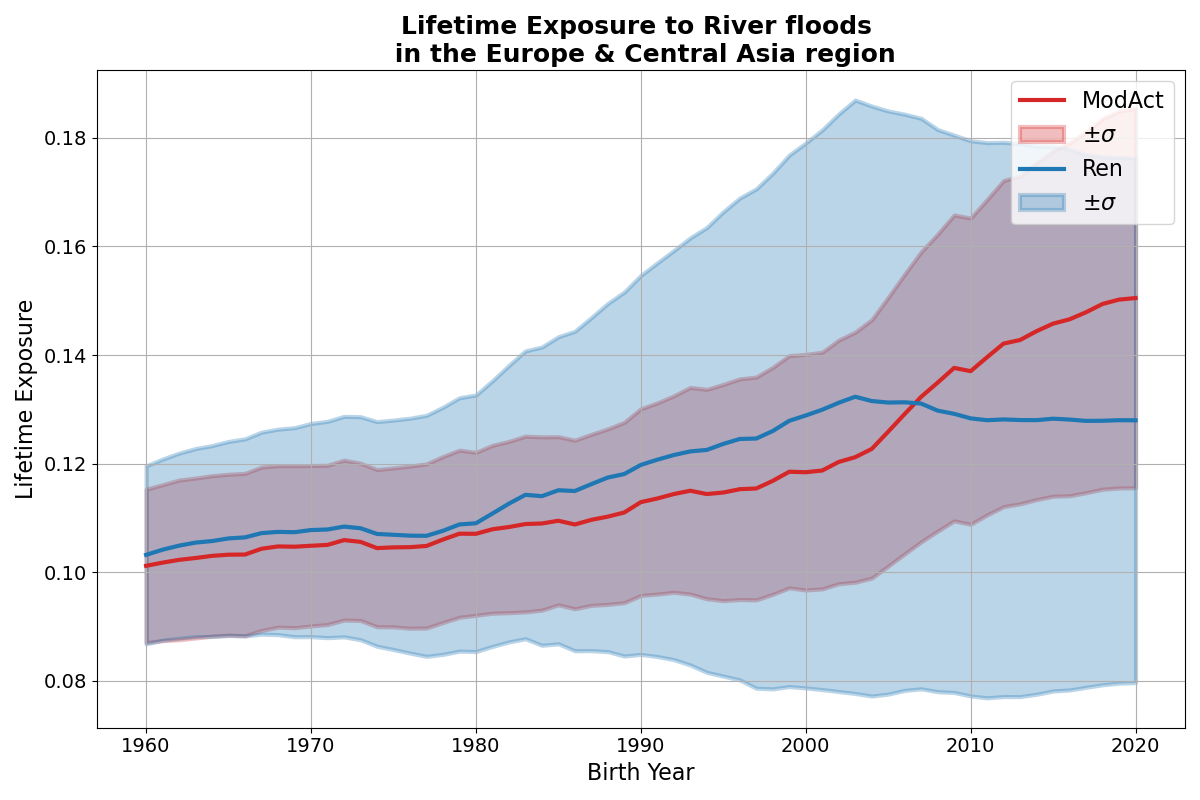 Lifetime Exposure to River floods
in the Europe & Central Asia region
Lifetime Exposure
0.18
0.16
0.14
0.12
0.10
0.08
ModAct
±σ
Ren
±σ
1960 1970 1980 1990 2000 2010 2020
Birth Year